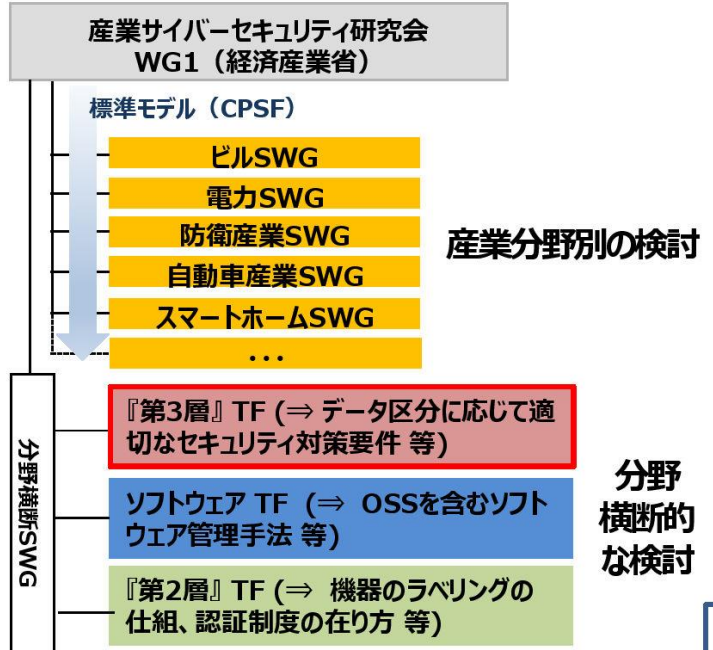 産業サイバーセキュリティ研究会
WG1（経済産業省）
標準モデル（CPSF）
ビルSWG
電力SWG
防衛産業SWG
自動車産業SWG
スマートホームSWG
・・・
産業分野別の検討
分野横断SWG
『第3層』 TF (⇒ データ区分に応じて適
切なセキュリティ対策要件 等)
ソフトウェア TF (⇒ OSSを含むソフト
ウェア管理手法 等)
『第2層』 TF (⇒ 機器のラベリングの
仕組、認証制度の在り方 等)
分野
横断的
な検討